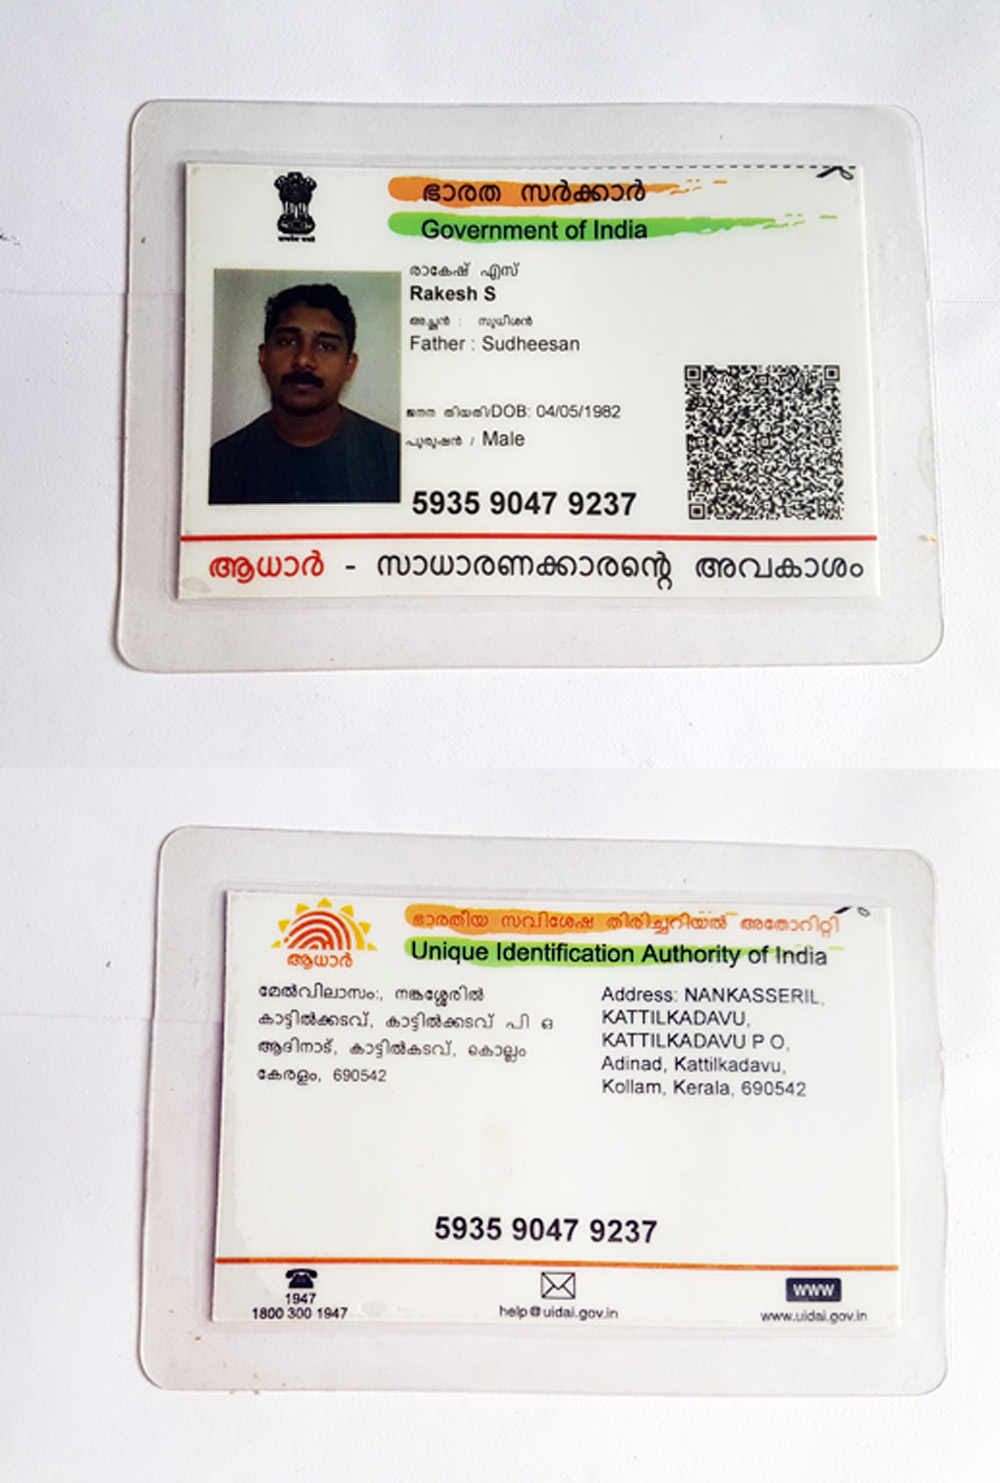 ഭാരത സർക്കാർ
Government of India
രാകേഷ് എസ്
Rakesh S
അച്ഛൻ : സുധീശൻ
Father : Sudheesan
ജനന തിയതി/DOB: 04/05/1982
പുരുഷൻ / Male
5935 9047 9237
ആധാർ - സാധാരണക്കാരന്റെ അവകാശം
ഭാരതീയ സവിശേഷ തിരിച്ചറിയൽ അതോറിറ്റി
ആധാർ
Unique Identification Authority of India
മേൽവിലാസം:, നങ്കശ്ശേരിൽ
കാട്ടിൽക്കടവ്, കാട്ടിൽക്കടവ് പി ഒ
ആദിനാട്, കാട്ടിൽകടവ്, കൊല്ലം
കേരളം, 690542
Address: NANKASSERIL,
KATTILKADAVU,
KATTILKADAVU P O,
Adinad, Kattilkadavu,
Kollam, Kerala, 690542
5935 9047 9237
1947
1800 300 1947
help@uidai.gov.in
www
www.uidai.gov.in